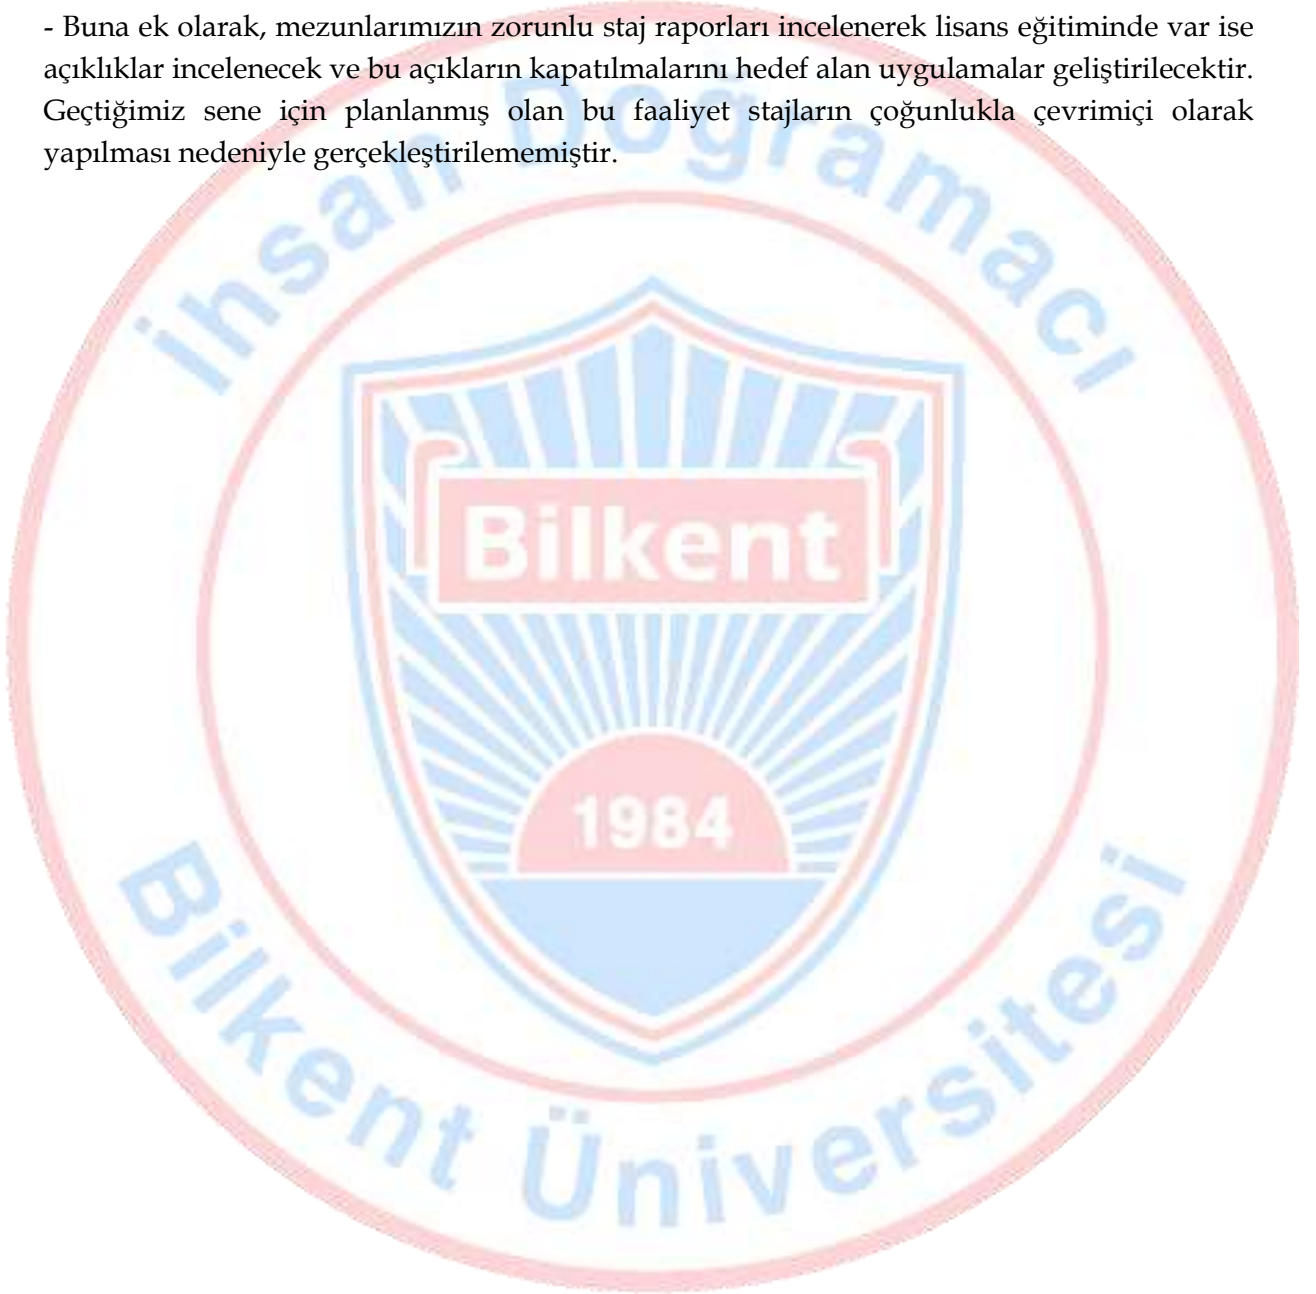 - Buna ek olarak, mezunlarımızın zorunlu staj raporları incelenerek lisans eğitiminde var ise
açıklıklar incelenecek ve bu açıkların kapatılmalarını hedef alan uygulamalar geliştirilecektir.
Geçtiğimiz sene için planlanmış olan bu faaliyet stajların çoğunlukla çevrimiçi olarak
yapılması nedeniyle gerçekleştirilememiştir.
İhsan Doğramacı
Bilkent
1984
Bilkent Üniversitesi